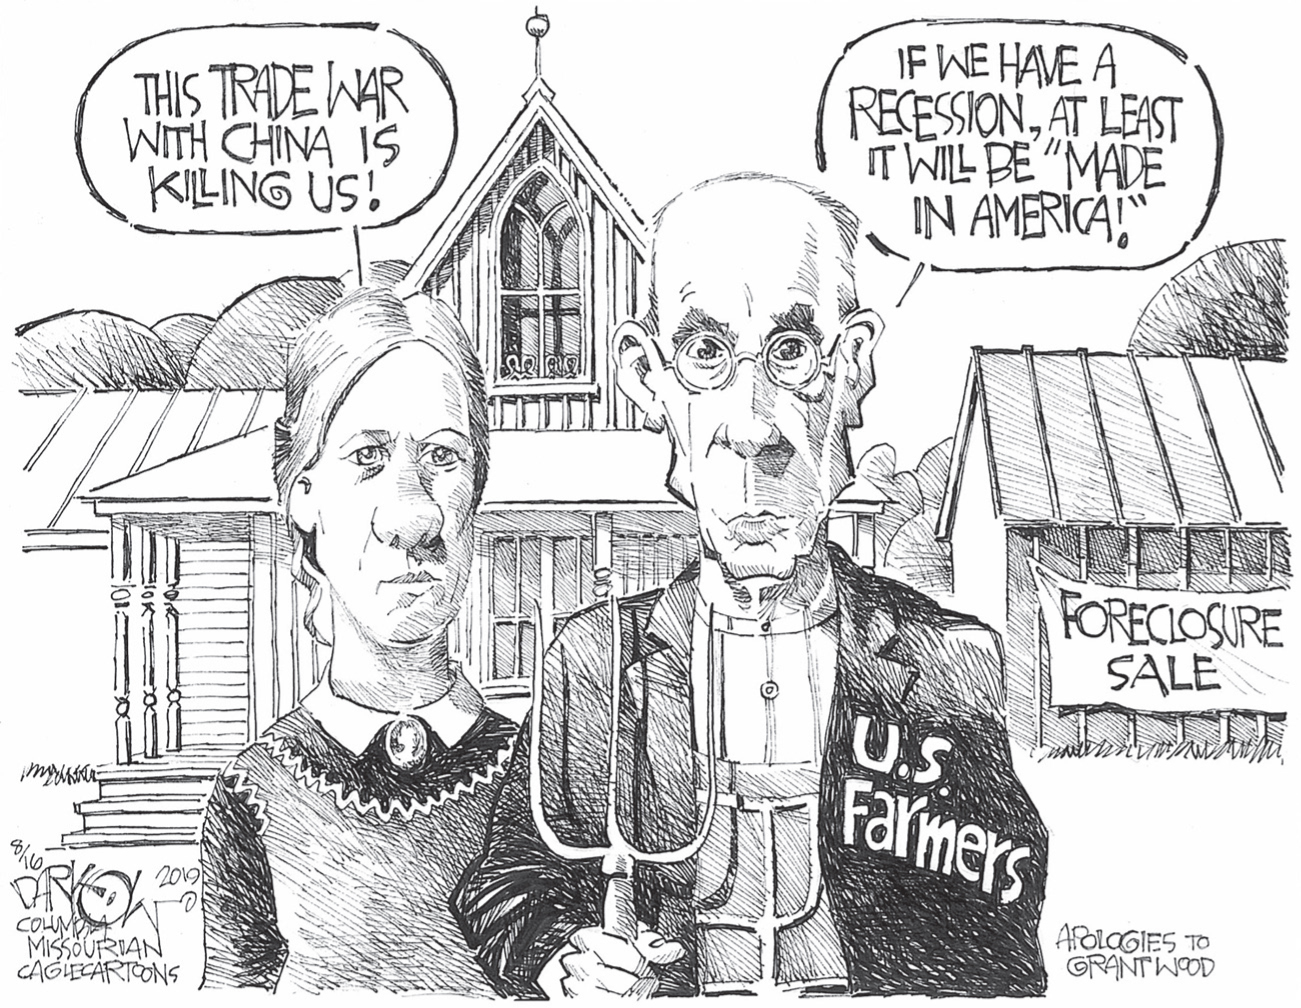 THIS TRADE WAR
WITH CHINA IS
KILLING US!
IF WE HAVE A
RECESSION, AT LEAST
IT WILL BE "MADE
IN AMERICA!"
FORECLOSURE
SALE
U.S.
Farmers
8/16
DARKOW 2019
COLUMBIA
MISSOURIAN
CAGLECARTOONS
APOLOGIES TO
GRANT WOOD